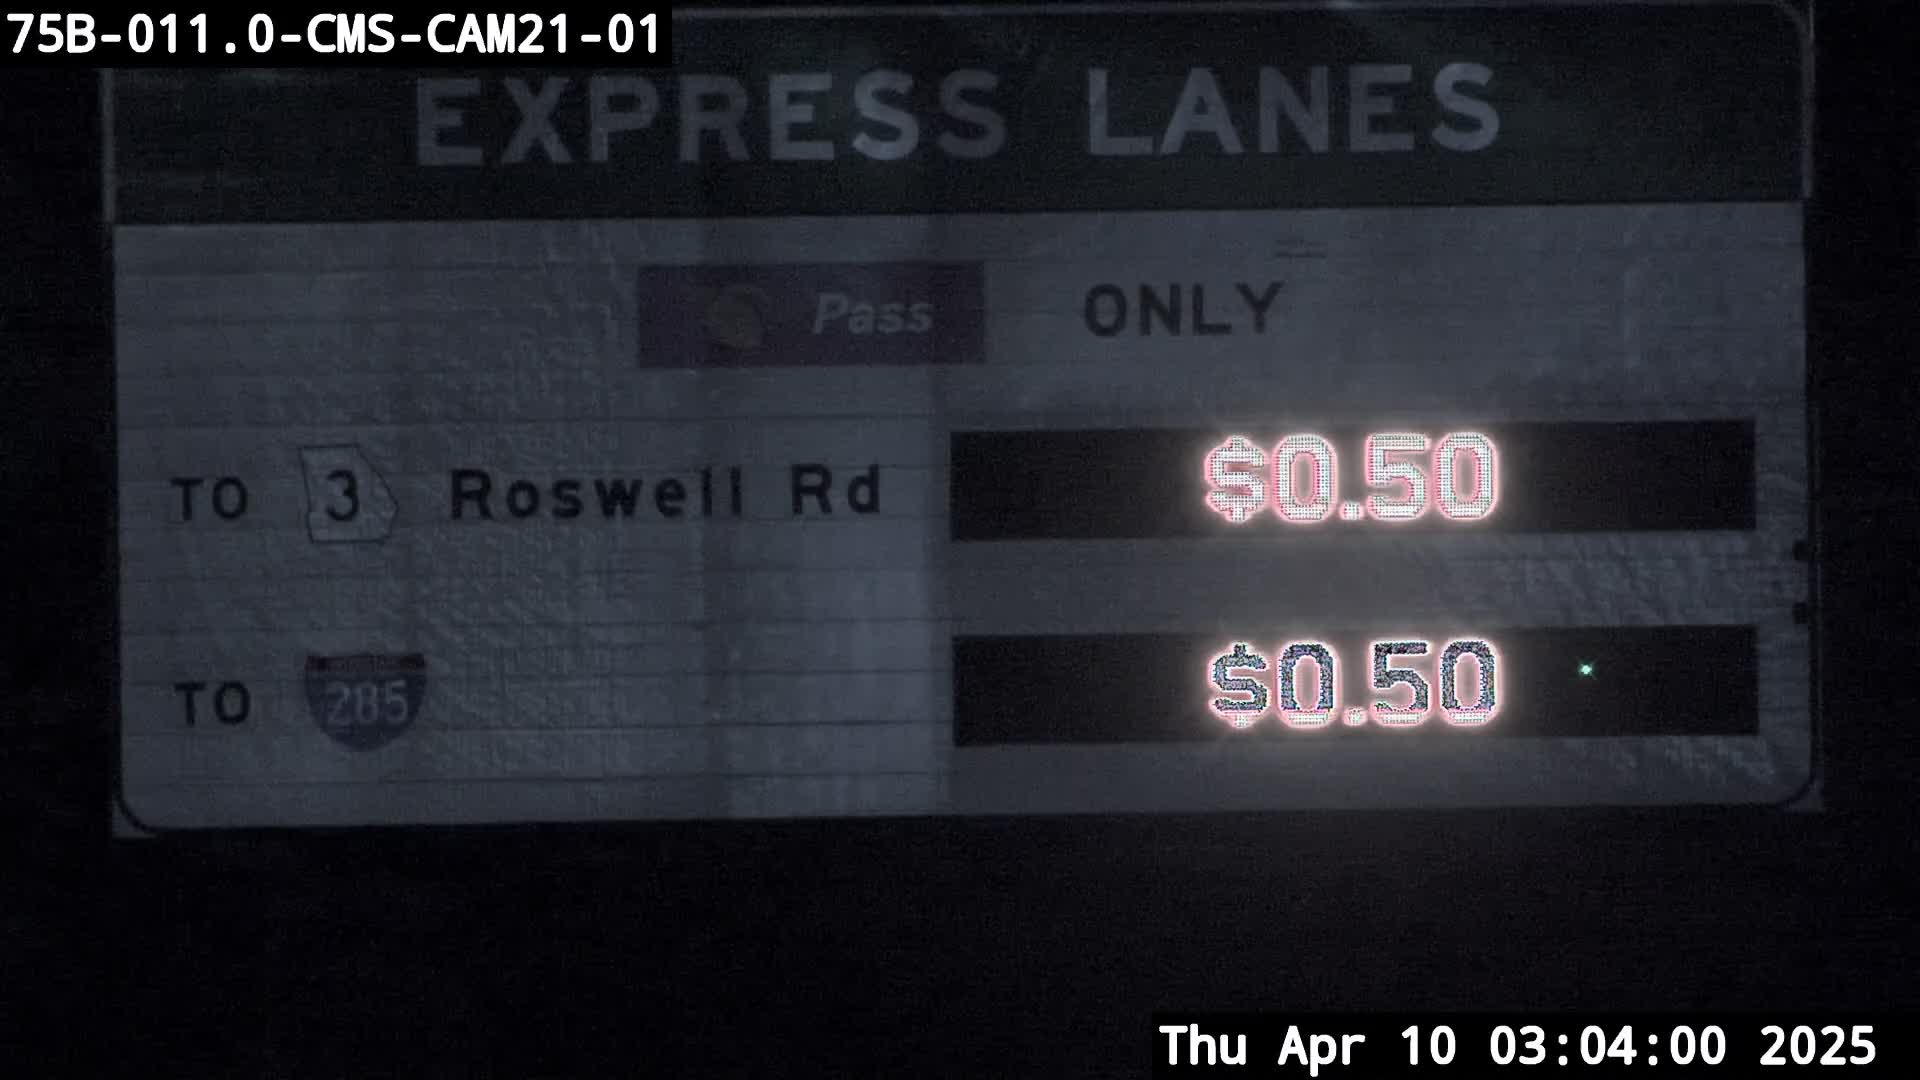 75B-011.0-CMS-CAM21-01
EXPRESS LANES
Pass ONLY
TO 3 Roswell Rd $0.50
TO 285 $0.50
Thu Apr 10 03:04:00 2025